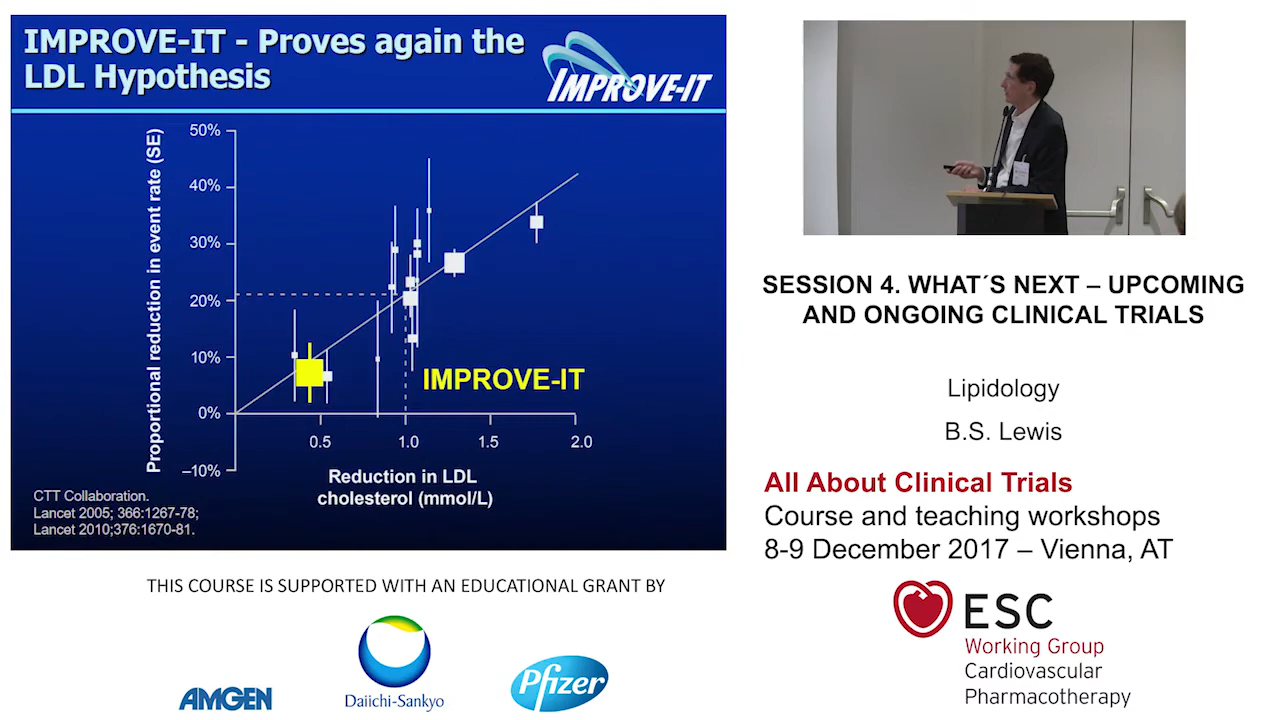 IMPROVE-IT - Proves again the
LDL Hypothesis
IMPROVE-IT
Proportional reduction in event rate (SE)
50%
40%
30%
20%
10%
0%
–10%
0.5
1.0
1.5
2.0
IMPROVE-IT
Reduction in LDL
cholesterol (mmol/L)
CTT Collaboration.
Lancet 2005; 366:1267-78;
Lancet 2010;376:1670-81.
SESSION 4. WHAT´S NEXT – UPCOMING
AND ONGOING CLINICAL TRIALS
Lipidology
B.S. Lewis
All About Clinical Trials
Course and teaching workshops
8-9 December 2017 – Vienna, AT
THIS COURSE IS SUPPORTED WITH AN EDUCATIONAL GRANT BY
AMGEN
Daiichi-Sankyo
Pfizer
ESC
Working Group
Cardiovascular
Pharmacotherapy